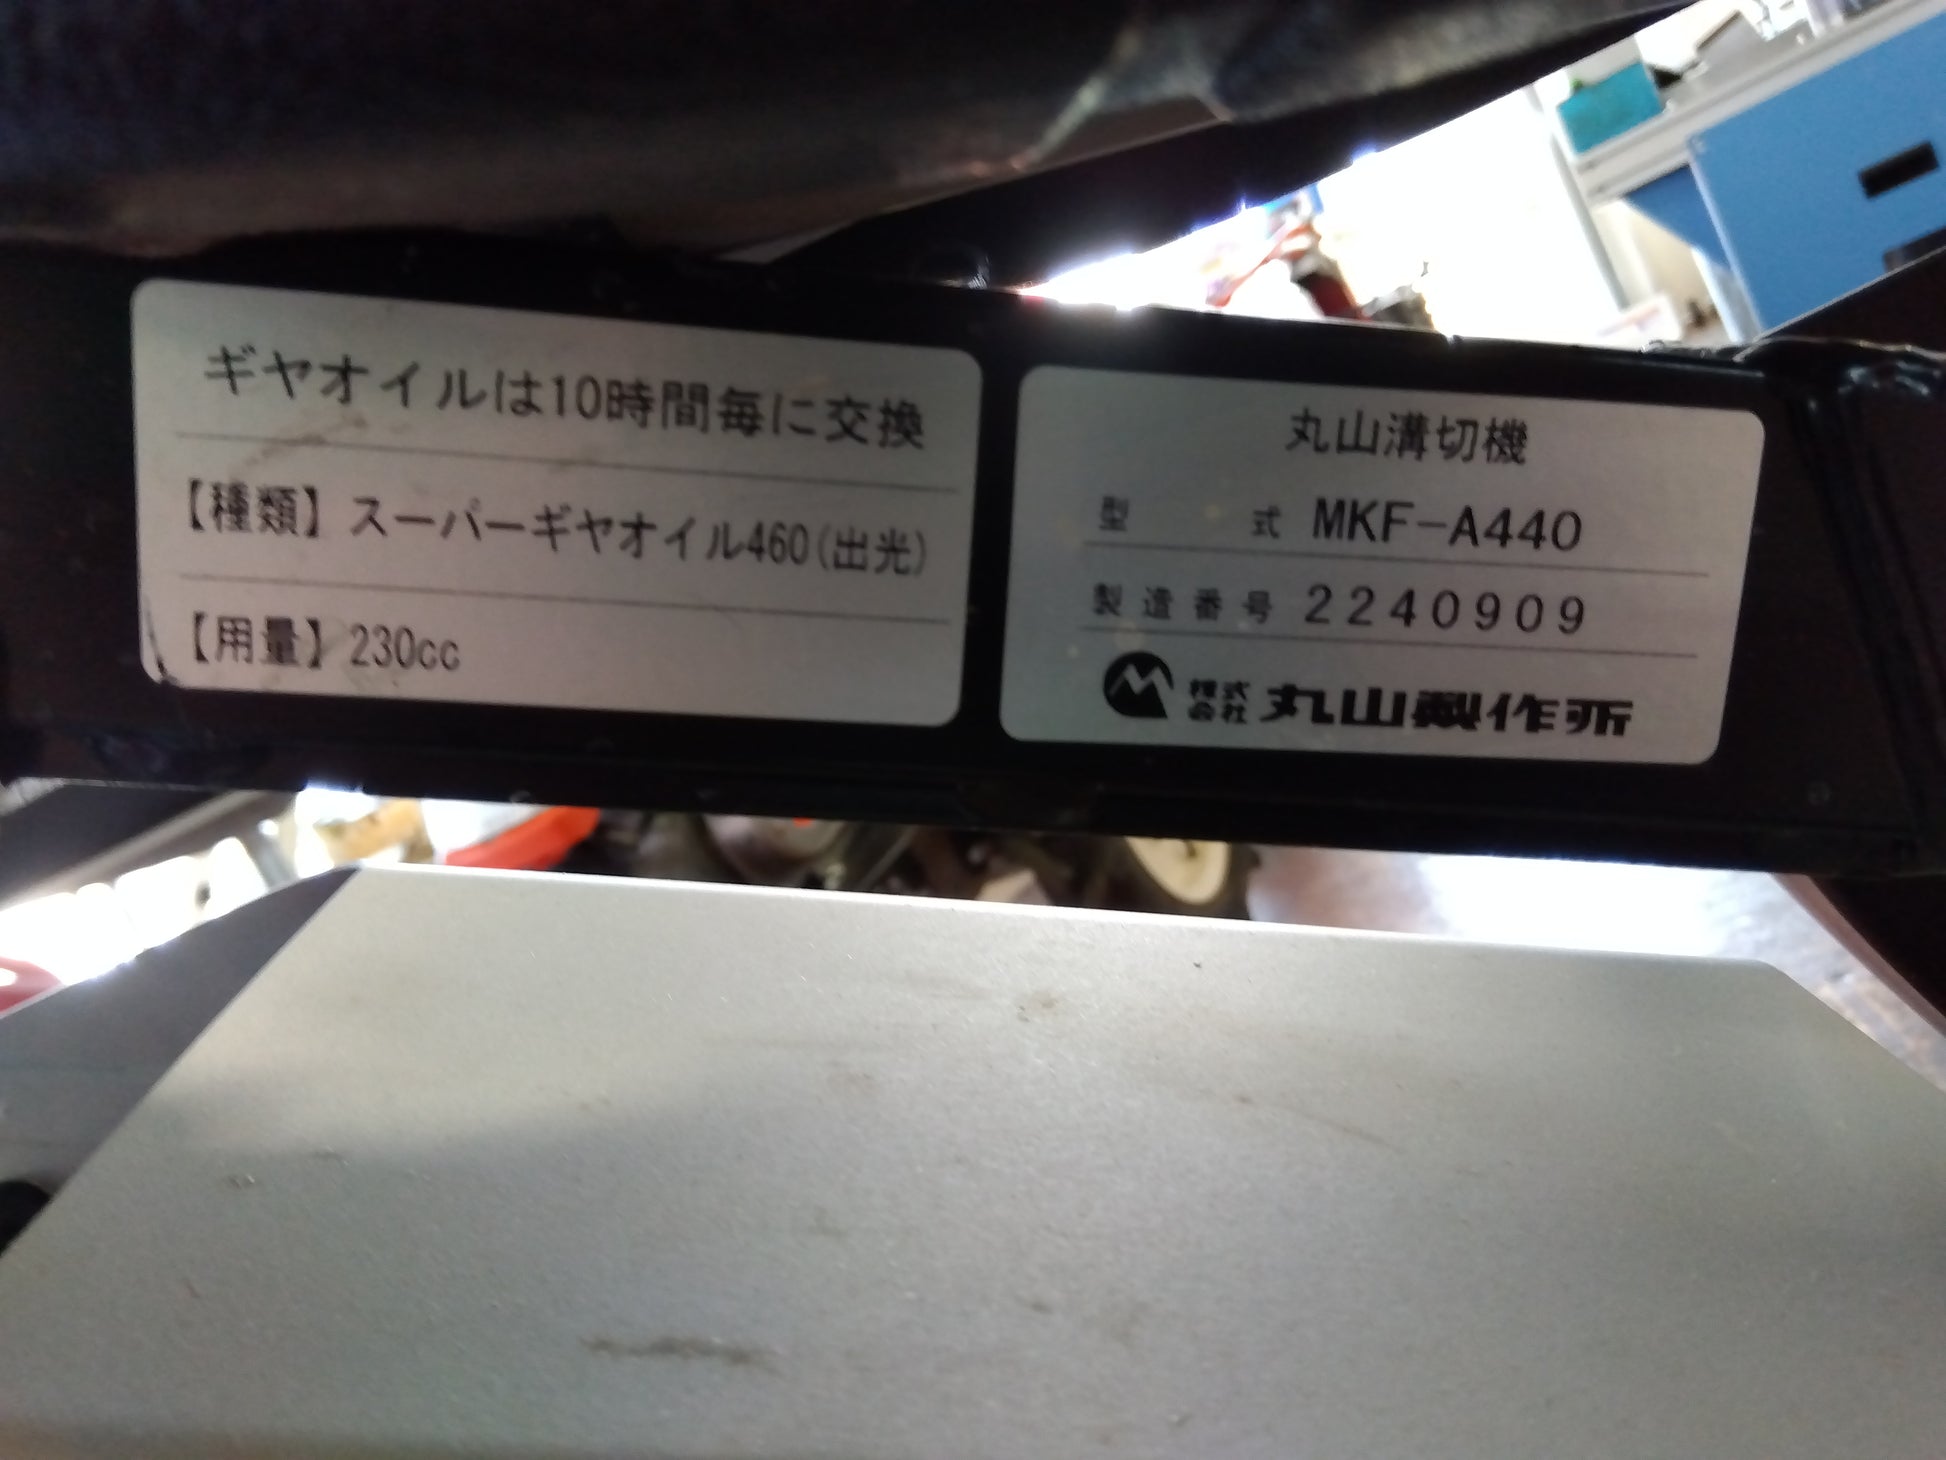 ギヤオイルは10時間毎に交換
【種類】スーパーギヤオイル460(出光)
【用量】230cc
丸山溝切機
型式 MKF-A440
製造番号 2240909
株式会社 丸山製作所